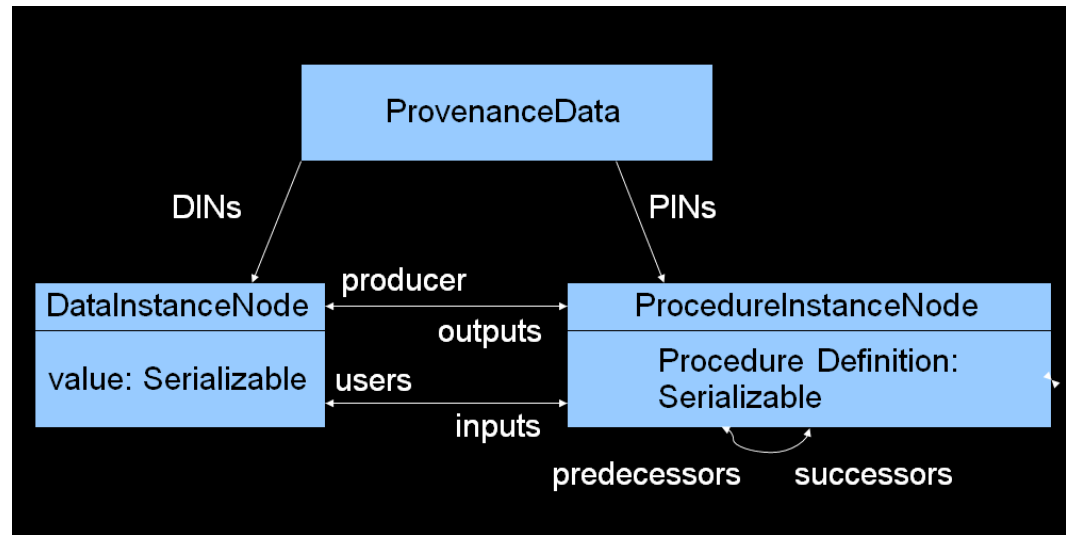 ProvenanceData
DINs
PINs
DataInstanceNode
producer
outputs
ProcedureInstanceNode
value: Serializable
users
inputs
Procedure Definition:
Serializable
predecessors
successors